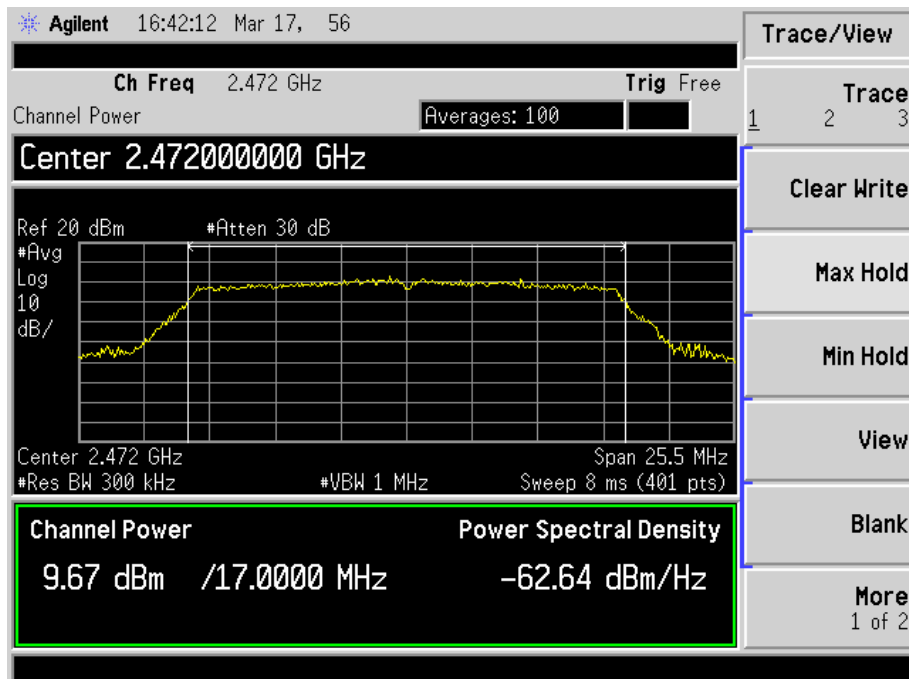 Agilent 16:42:12 Mar 17, 56
Trace/View
Ch Freq 2.472 GHz Trig Free
Channel Power Averages: 100
Trace
1 2 3
Center 2.472000000 GHz
Clear Write
Ref 20 dBm #Atten 30 dB
#Avg
Log
10
dB/
Max Hold
Min Hold
Center 2.472 GHz Span 25.5 MHz
#Res BW 300 kHz #VBW 1 MHz Sweep 8 ms (401 pts)
View
Channel Power Power Spectral Density
9.67 dBm /17.0000 MHz -62.64 dBm/Hz
Blank
More
1 of 2